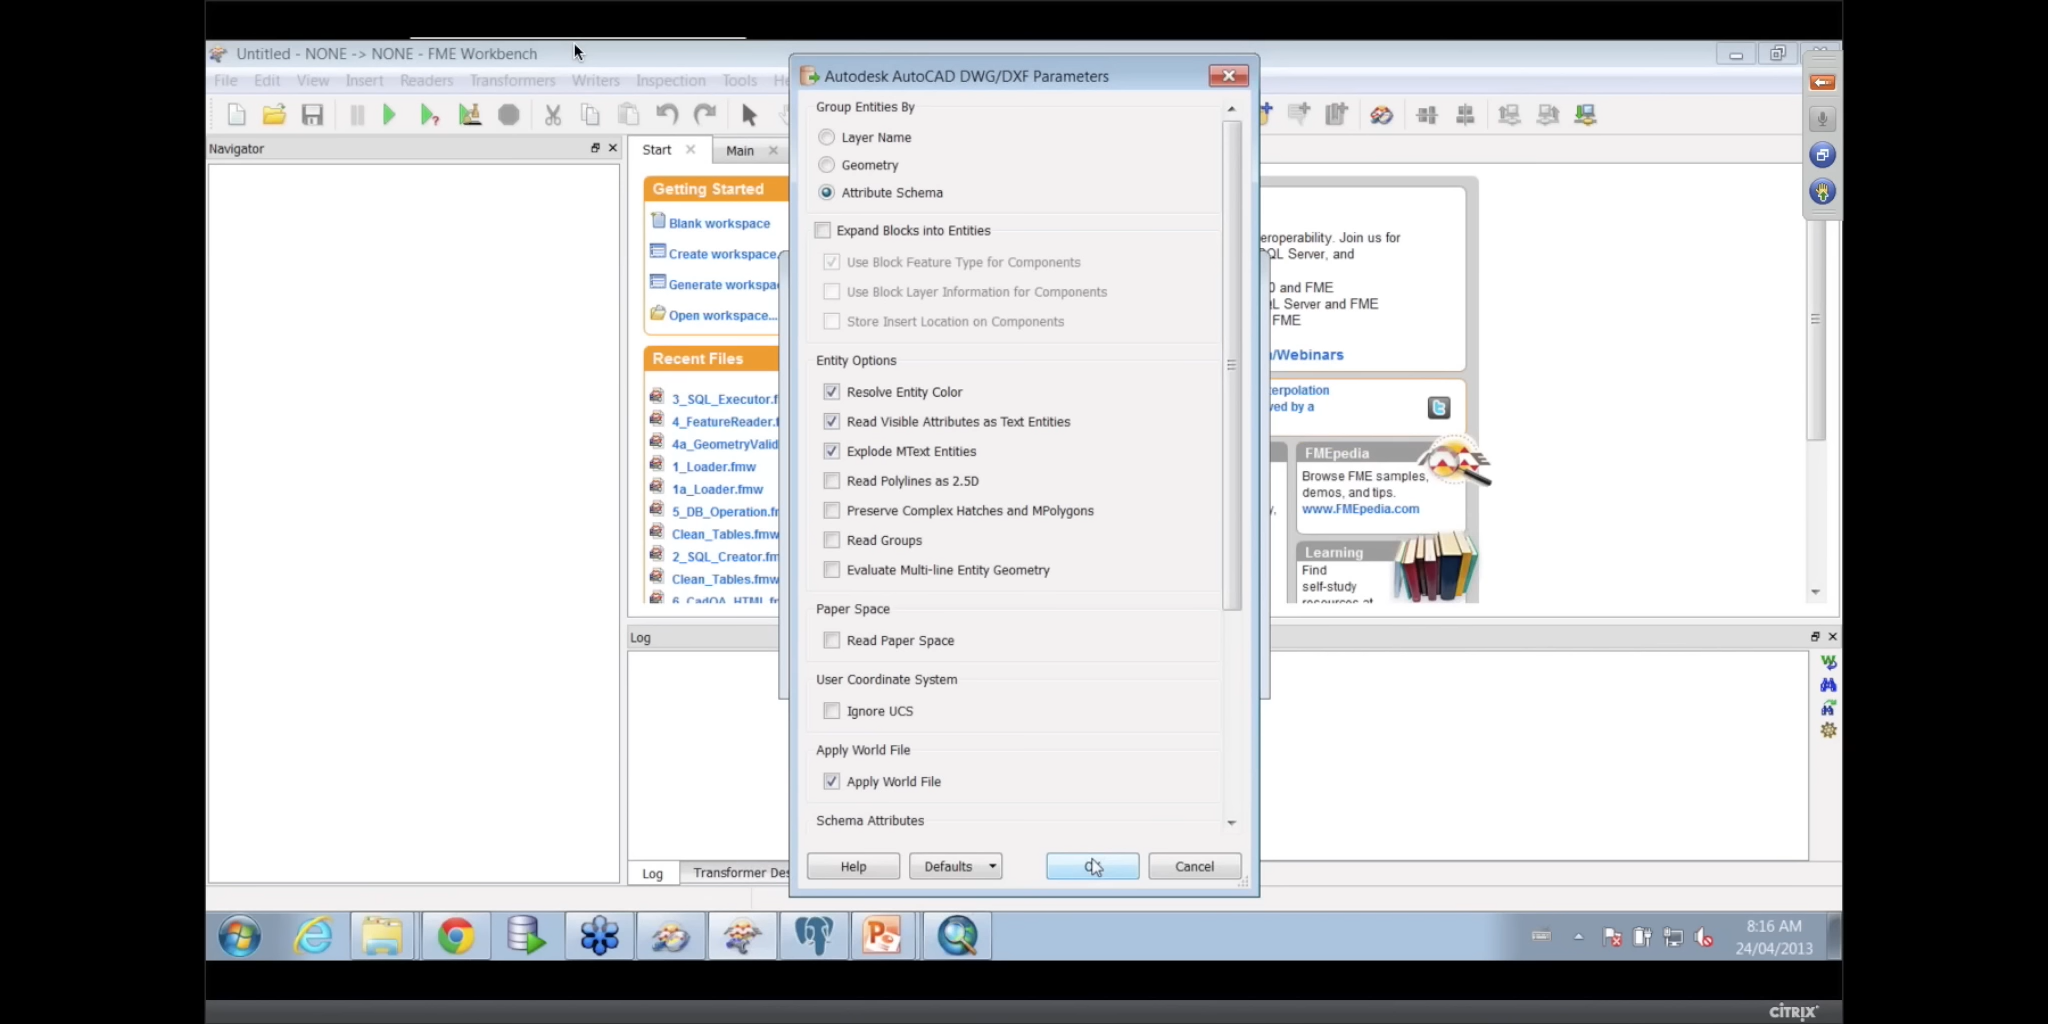 Untitled - NONE -> NONE - FME Workbench
File Edit View Insert Readers Transformers Writers Inspection Tools
Navigator
Start
Main
Getting Started
Blank workspace
Create workspace.
Generate workspa
Open workspace...
Recent Files
3_SQL_Executor.f
4_FeatureReader.f
4a_GeometryValid
1_Loader.fmw
1a_Loader.fmw
5_DB_Operation.fr
Clean_Tables.fmw
2_SQL_Creator.fm
Clean_Tables.fmw
6_CadQA_HTML.fm
Autodesk AutoCAD DWG/DXF Parameters
Group Entities By
Layer Name
Geometry
Attribute Schema
Expand Blocks into Entities
Use Block Feature Type for Components
Use Block Layer Information for Components
Store Insert Location on Components
Entity Options
Resolve Entity Color
Read Visible Attributes as Text Entities
Explode MText Entities
Read Polylines as 2.5D
Preserve Complex Hatches and MPolygons
Read Groups
Evaluate Multi-line Entity Geometry
Paper Space
Read Paper Space
User Coordinate System
Ignore UCS
Apply World File
Apply World File
Schema Attributes
Help
Defaults
Cancel
eroperability. Join us for
QL Server, and
0 and FME
L Server and FME
FME
/Webinars
terpolation
ved by a
FMEpedia
Browse FME samples,
demos, and tips.
www.FMEpedia.com
Learning
Find
self-study
resources at
Log
Log
Transformer Des
8:16 AM
24/04/2013
CITRIX